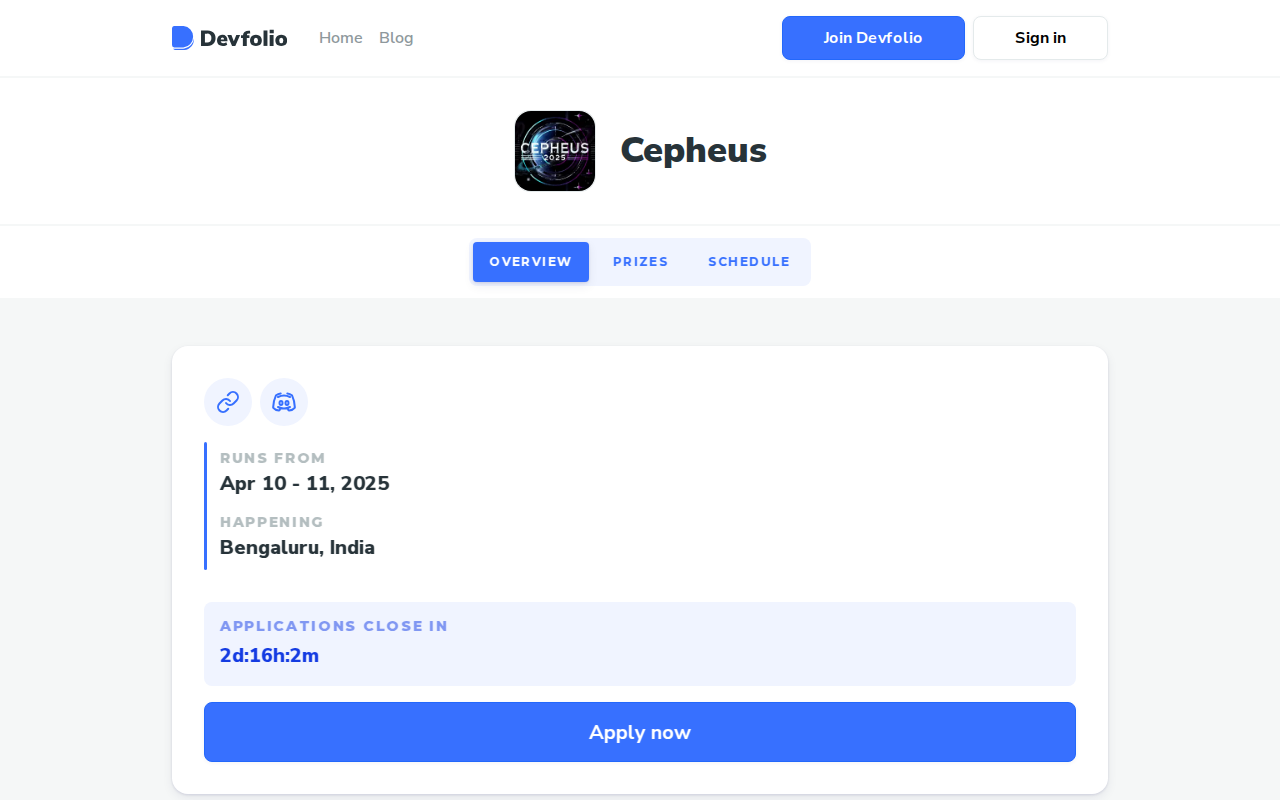 Devfolio Home Blog Join Devfolio Sign in
CEPHEUS
2025
Cepheus
OVERVIEW PRIZES SCHEDULE
RUNS FROM
Apr 10 - 11, 2025
HAPPENING
Bengaluru, India
APPLICATIONS CLOSE IN
2d:16h:2m
Apply now